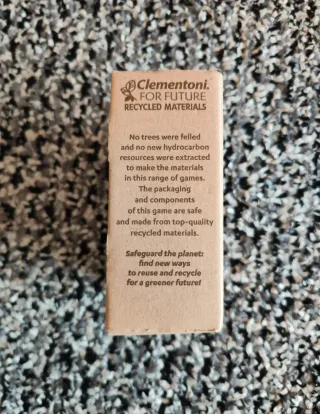 Clementoni.
FOR FUTURE
RECYCLED MATERIALS
No trees were felled
and no new hydrocarbon
resources were extracted
to make the materials
in this range of games.
The packaging
and components
of this game are safe
and made from top-quality
recycled materials.
Safeguard the planet:
find new ways
to reuse and recycle
for a greener future!